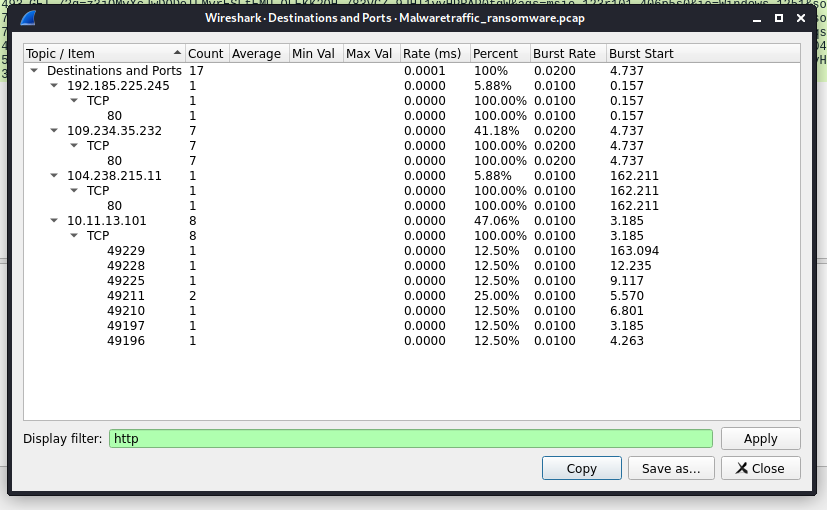 Wireshark · Destinations and Ports · Malwaretraffic_ransomware.pcap
Topic / Item Count Average Min Val Max Val Rate (ms) Percent Burst Rate Burst Start
Destinations and Ports 17 0.0001 100% 0.0200 4.737
192.185.225.245 1 0.0000 5.88% 0.0100 0.157
TCP 1 0.0000 100.00% 0.0100 0.157
80 1 0.0000 100.00% 0.0100 0.157
109.234.35.232 7 0.0000 41.18% 0.0200 4.737
TCP 7 0.0000 100.00% 0.0200 4.737
80 7 0.0000 100.00% 0.0200 4.737
104.238.215.11 1 0.0000 5.88% 0.0100 162.211
TCP 1 0.0000 100.00% 0.0100 162.211
80 1 0.0000 100.00% 0.0100 162.211
10.11.13.101 8 0.0000 47.06% 0.0100 3.185
TCP 8 0.0000 100.00% 0.0100 3.185
49229 1 0.0000 12.50% 0.0100 163.094
49228 1 0.0000 12.50% 0.0100 12.235
49225 1 0.0000 12.50% 0.0100 9.117
49211 2 0.0000 25.00% 0.0100 5.570
49210 1 0.0000 12.50% 0.0100 6.801
49197 1 0.0000 12.50% 0.0100 3.185
49196 1 0.0000 12.50% 0.0100 4.263
Display filter: http Apply
Copy Save as… Close